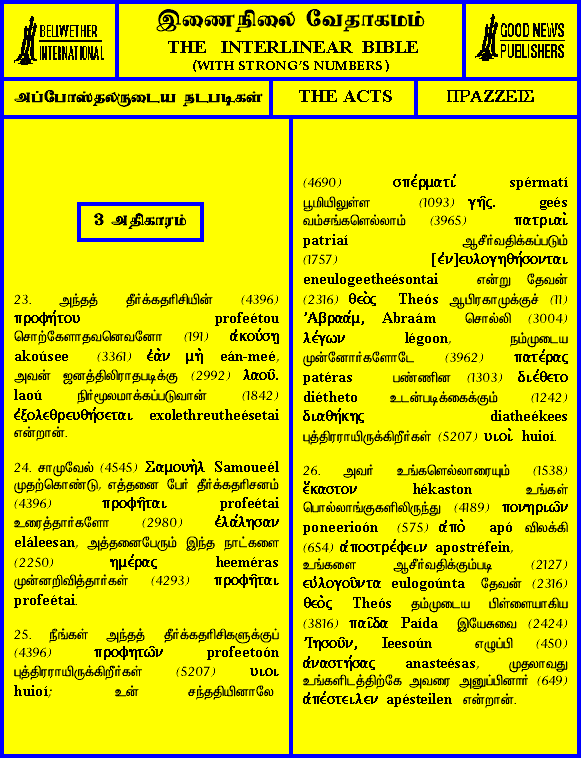 BELLWETHER
INTERNATIONAL
இணைநிலை வேதாகமம்
THE INTERLINEAR BIBLE
(WITH STRONG'S NUMBERS)
GOOD NEWS
PUBLISHERS
அப்போஸ்தலருடைய நடபடிகள்
THE ACTS
ΠΡΑΖΖΕΙΣ
3 அதிகாரம்
23. அந்தத் தீர்க்கதரிசியின் (4396)
προφήτου profeétou
சொற்கேளாதவனெவனோ (191) ἀκούσῃ
akoúsee (3361) ἐὰν μὴ eán-meé,
அவன் ஜனத்திலிராதபடிக்கு (2992) λαοῦ.
laoú நிர்மூலமாக்கப்படுவான் (1842)
ἐξολεθρευθήσεται exolethreutheésetai
என்றான்.
24. சாமுவேல் (4545) Σαμουὴλ Samoueél
முதற்கொண்டு, எத்தனை பேர் தீர்க்கதரிசனம்
(4396) προφῆται profeétai
உரைத்தார்களோ (2980) ἐλάλησαν
eláleesan, அத்தனைபேரும் இந்த நாட்களை
(2250) ημέρας heeméras
முன்னறிவித்தார்கள் (4293) προφῆται
profeétai.
25. நீங்கள் அந்தத் தீர்க்கதரிசிகளுக்குப்
(4396) προφητῶν profeetoón
புத்திரராயிருக்கிறீர்கள் (5207) υιοι
huioí; உன் சந்ததியினாலே
(4690) σπέρματί spérmatí
பூமியிலுள்ள (1093) γῆς. geés
வம்சங்களெல்லாம் (3965) πατριαὶ
patriaí ஆசீர்வதிக்கப்படும்
(1757) [ἐν]ευλογηθήσονται
eneulogeetheésontai என்று தேவன்
(2316) θεὸς Theós ஆபிரகாமுக்குச் (11)
Ἀβραάμ, Abraám சொல்லி (3004)
λέγων légoon, நம்முடைய
முன்னோர்களோடே (3962) πατέρας
patéras பண்ணின (1303) διέθετο
diétheto உடன்படிக்கைக்கும் (1242)
διαθήκης diatheékees
புத்திரராயிருக்கிறீர்கள் (5207) υιοὶ huioí.
26. அவர் உங்களெல்லாரையும் (1538)
ἕκαστον hékaston உங்கள்
பொல்லாங்குகளிலிருந்து (4189) πονηριῶν
poneerioón (575) ἀπὸ apó விலக்கி
(654) ἀποστρέφειν apostréfein,
உங்களை ஆசீர்வதிக்கும்படி (2127)
εὐλογοῦντα eulogoúnta தேவன் (2316)
θεὸς Theós தம்முடைய பிள்ளையாகிய
(3816) παῖδα Paída இயேசுவை (2424)
Ἰησοῦν, Ieesoún எழுப்பி (450)
ἀναστήσας anasteésas, முதலாவது
உங்களிடத்திற்கே அவரை அனுப்பினார் (649)
ἀπέστειλεν apésteilen என்றான்.